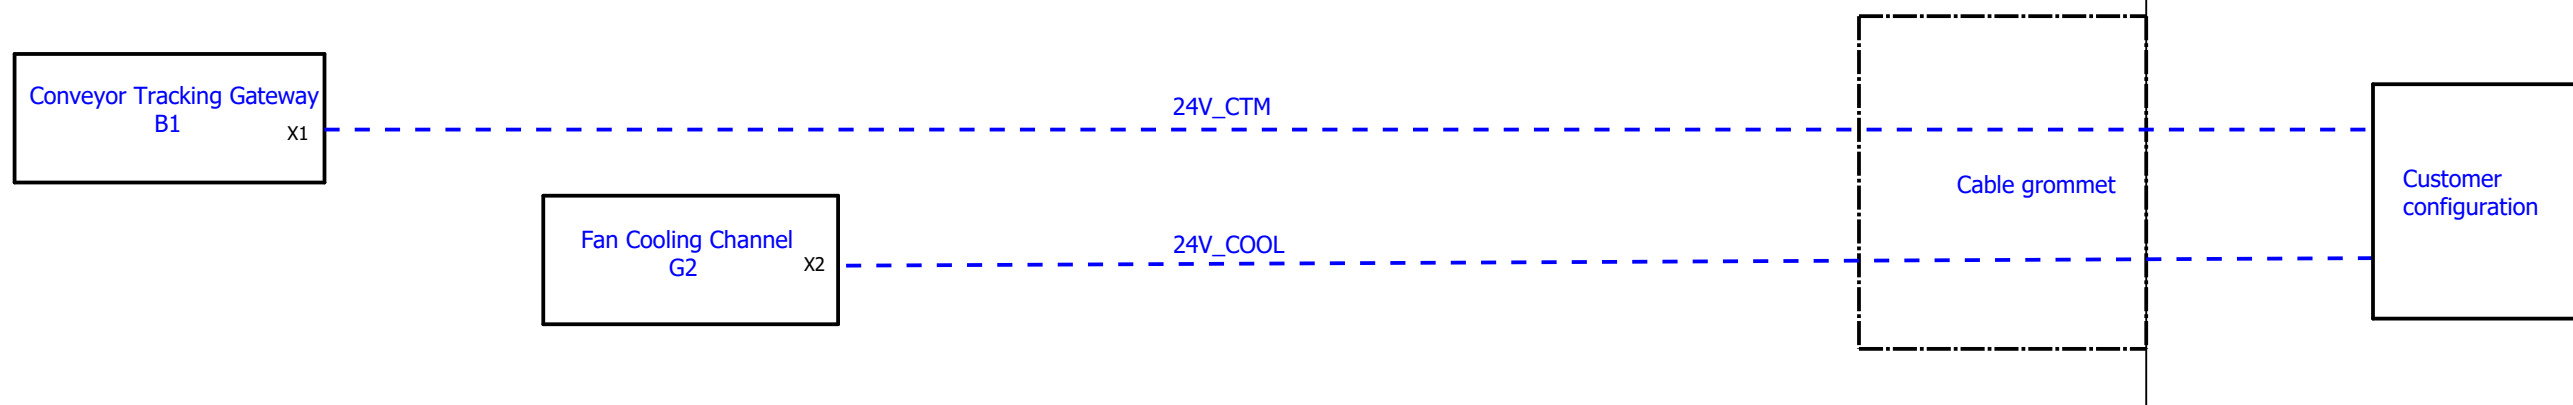 Conveyor Tracking Gateway
B1
X1
24V_CTM
Fan Cooling Channel
G2
X2
24V_COOL
Cable grommet
Customer
configuration